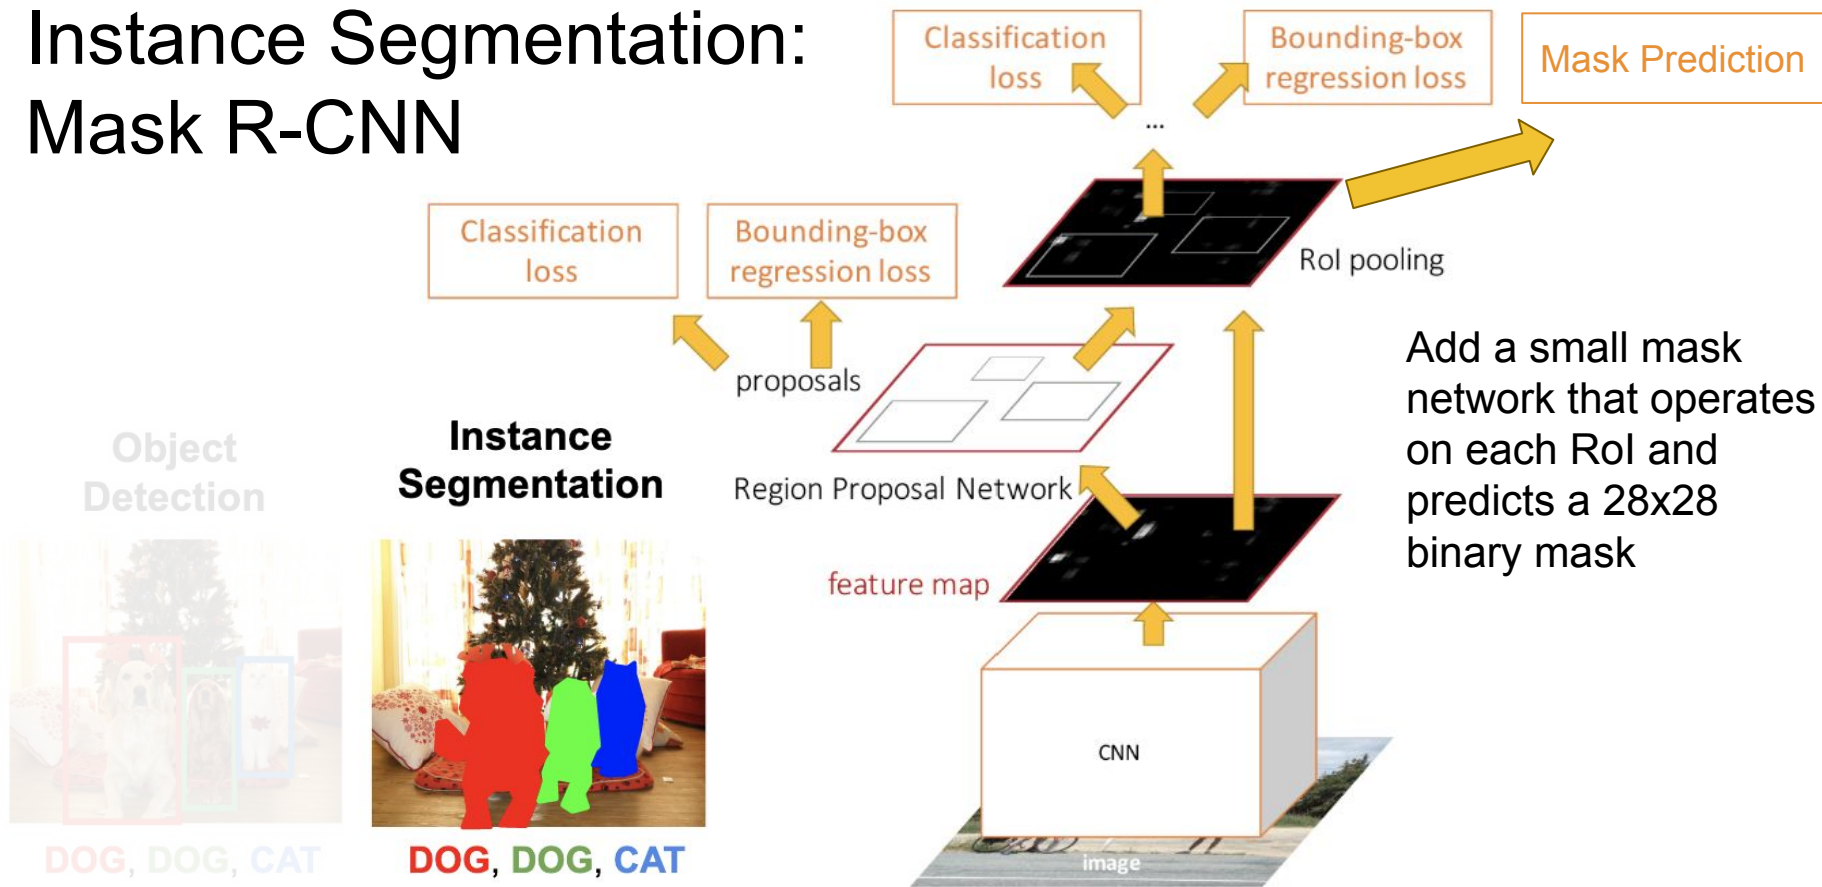 Instance Segmentation:
Mask R-CNN
Classification
loss
Bounding-box
regression loss
Mask Prediction
...
Classification
loss
Bounding-box
regression loss
RoI pooling
proposals
Add a small mask
network that operates
on each RoI and
predicts a 28x28
binary mask
Object
Detection
Instance
Segmentation
Region Proposal Network
feature map
CNN
image
DOG, DOG, CAT
DOG, DOG, CAT